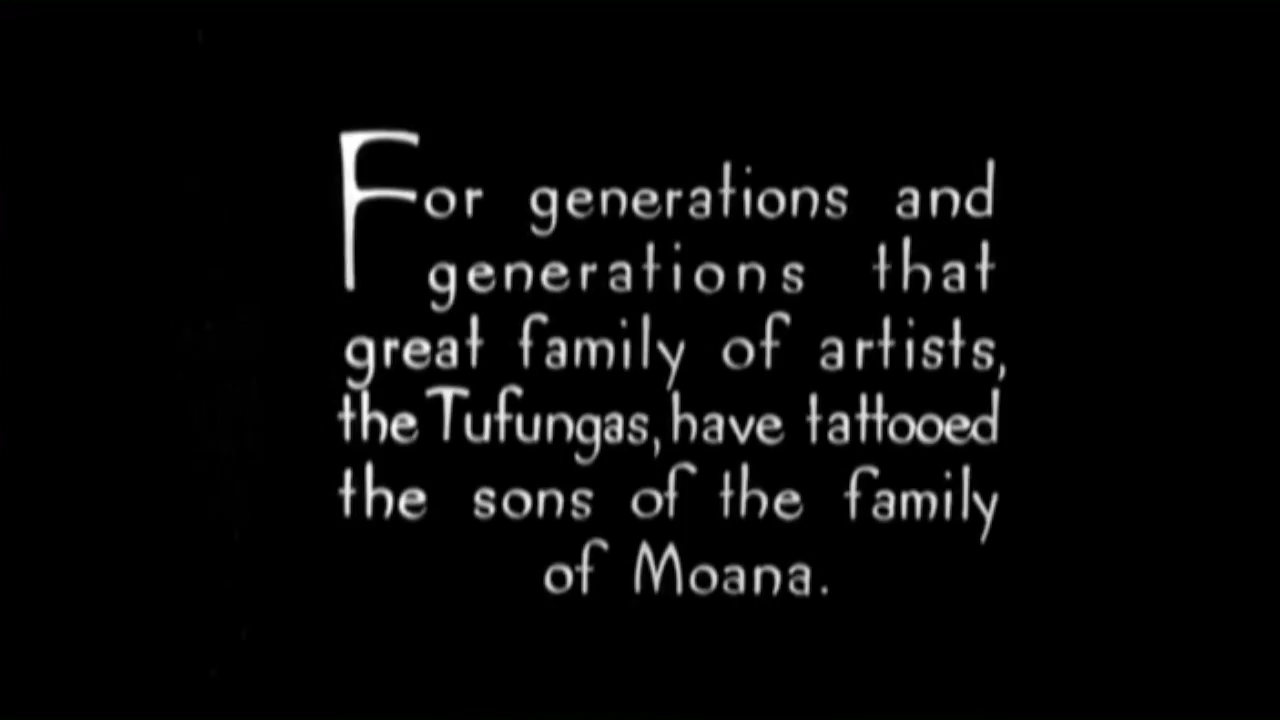 For generations and
generations that
great family of artists,
the Tufungas, have tattooed
the sons of the family
of Moana.